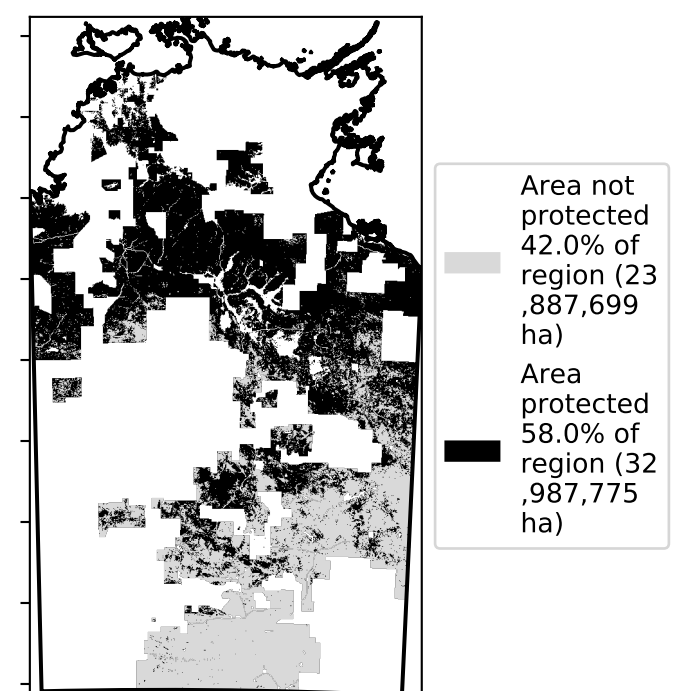 Area not
protected
42.0% of
region (23
,887,699
ha)
Area
protected
58.0% of
region (32
,987,775
ha)